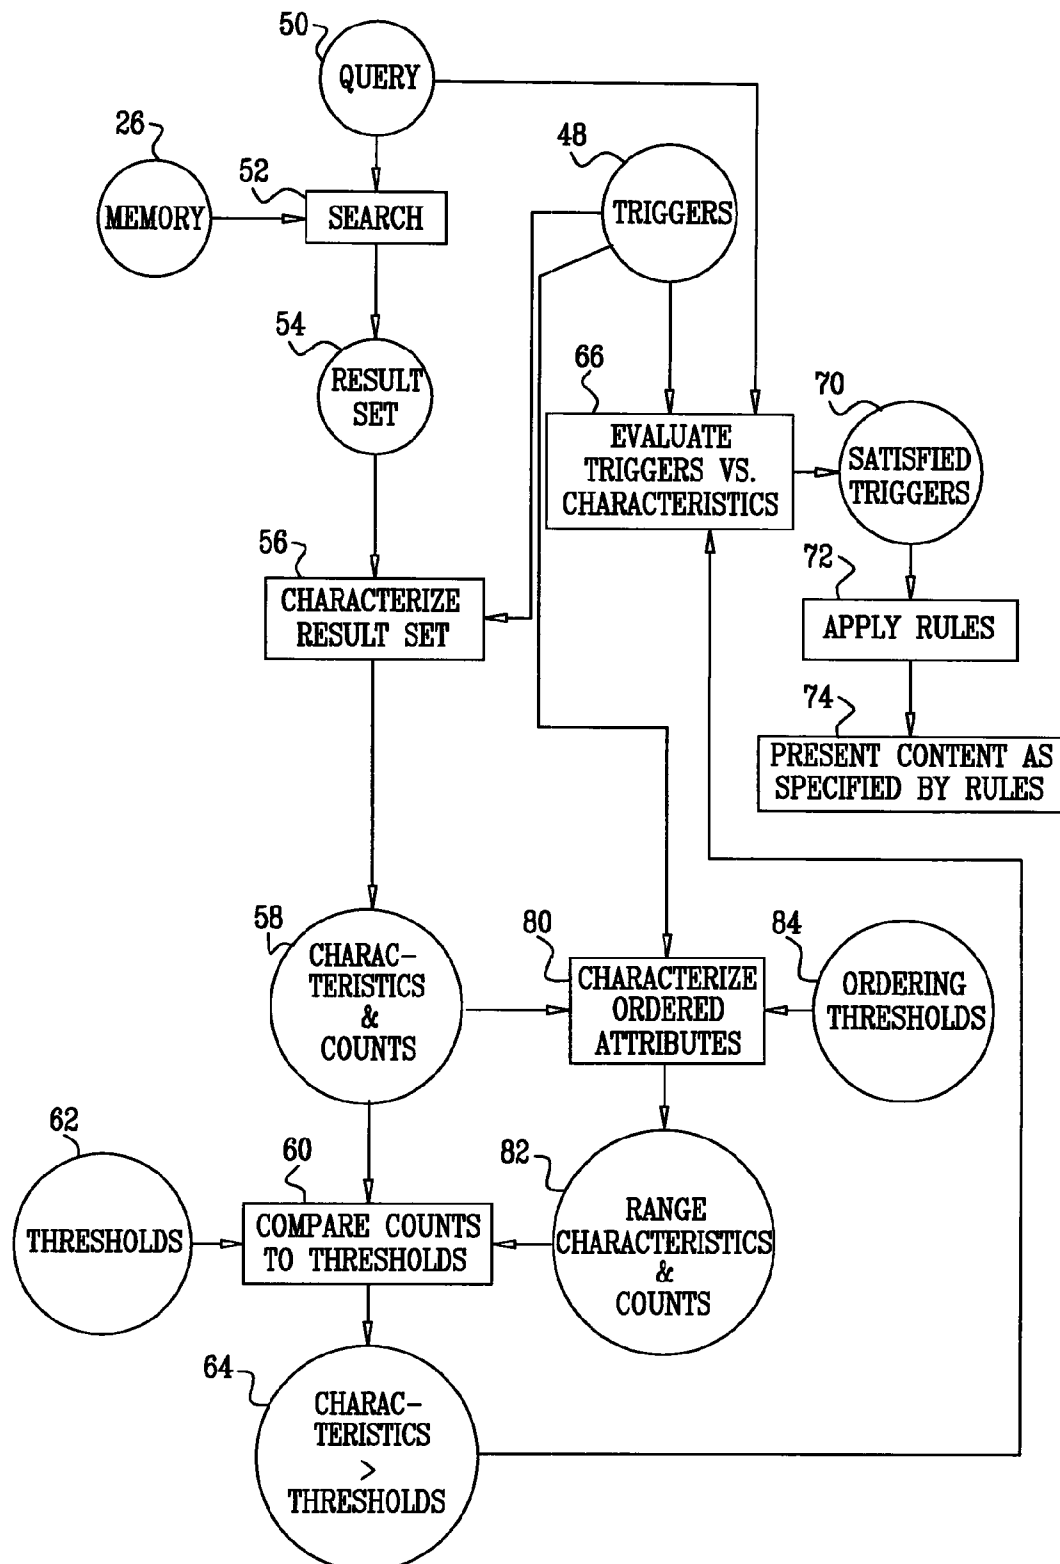 50
QUERY
26
MEMORY
52
SEARCH
48
TRIGGERS
54
RESULT
SET
66
EVALUATE
TRIGGERS VS.
CHARACTERISTICS
70
SATISFIED
TRIGGERS
56
CHARACTERIZE
RESULT SET
72
APPLY RULES
74
PRESENT CONTENT AS
SPECIFIED BY RULES
58
CHARAC-
TERISTICS
&
COUNTS
80
CHARACTERIZE
ORDERED
ATTRIBUTES
84
ORDERING
THRESHOLDS
62
THRESHOLDS
60
COMPARE COUNTS
TO THRESHOLDS
82
RANGE
CHARACTERISTICS
&
COUNTS
64
CHARAC-
TERISTICS
>
THRESHOLDS